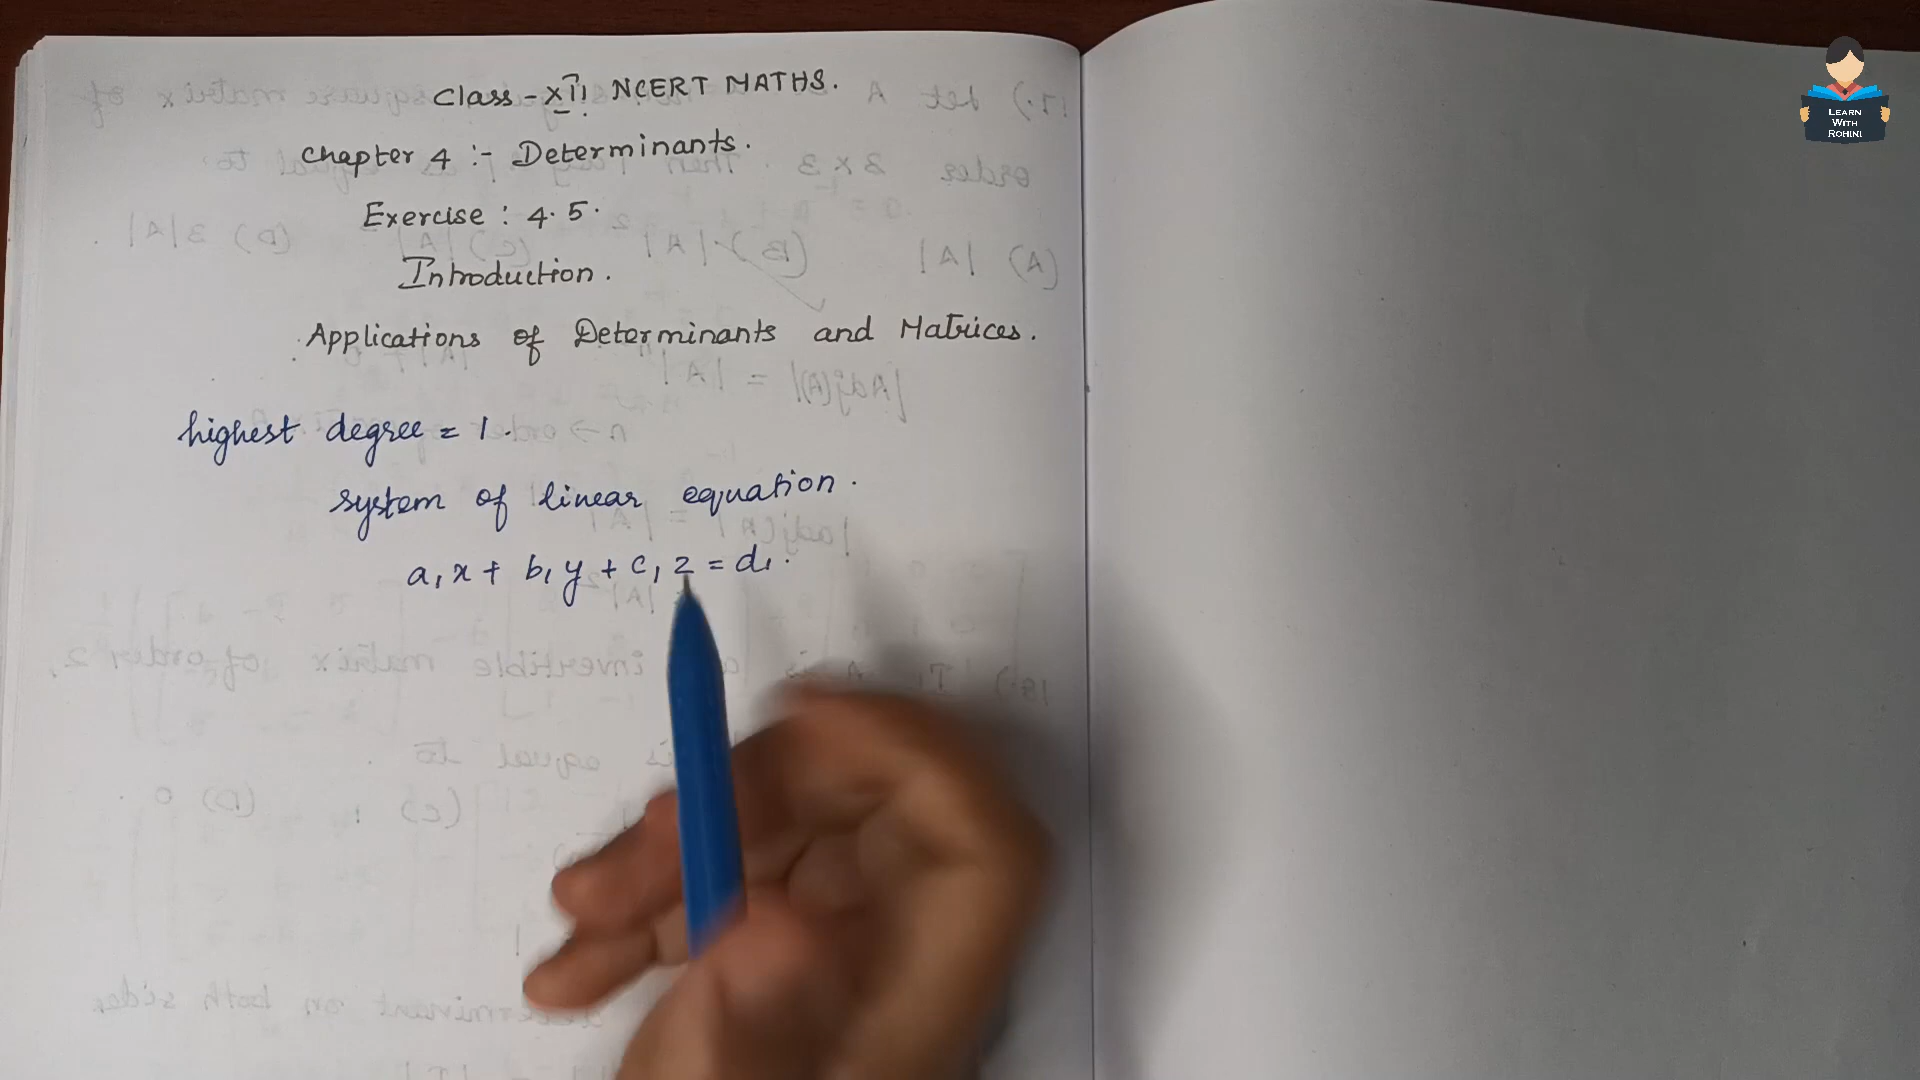 Class - XII NCERT MATHS.
Chapter 4 :- Determinants.
Exercise : 4.5.
Introduction.
Applications of Determinants and Matrices.
highest degree = 1.
system of linear equation.
a₁x + b₁y + c₁z = d₁.
LEARN
WITH
ROHINI